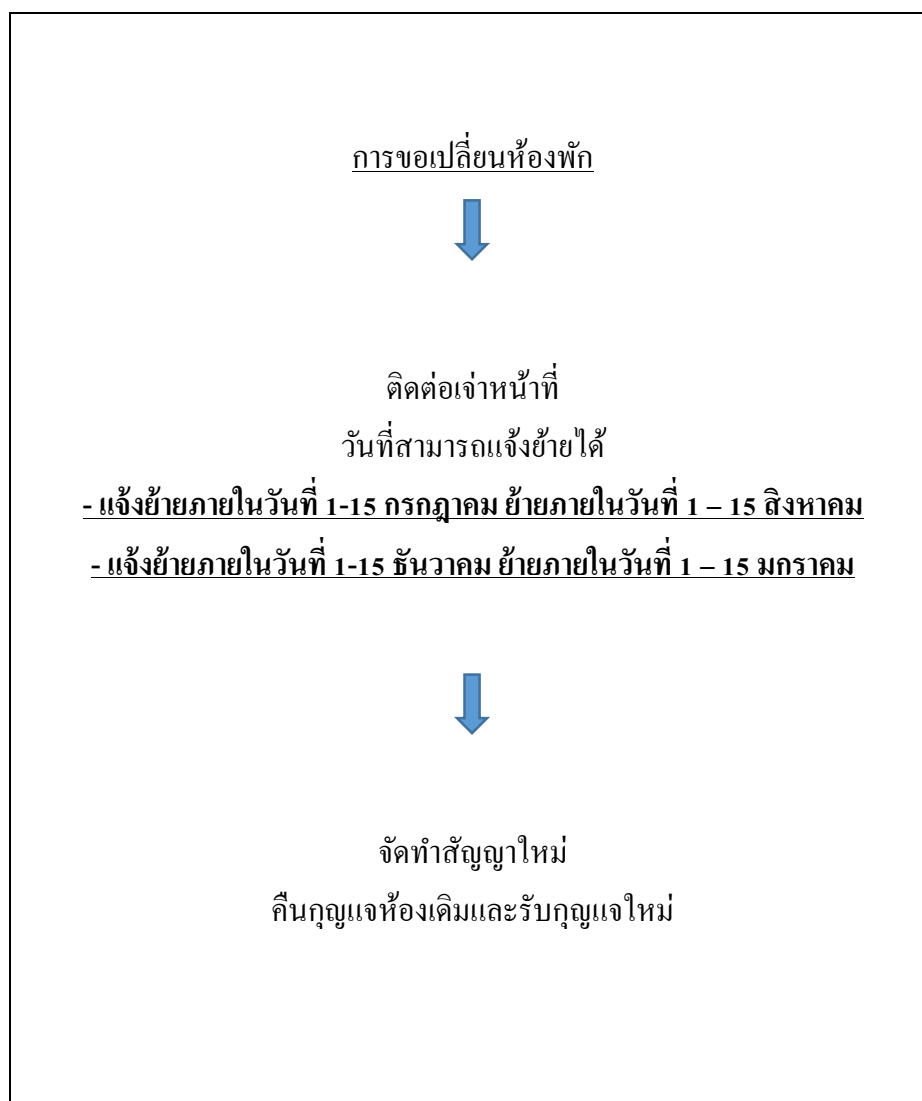 การขอเปลี่ยนห้องพัก
ติดต่อเจ่าหน้าที่
วันที่สามารถแจ้งย้ายได้
- แจ้งย้ายภายในวันที่ 1-15 กรกฎาคม ย้ายภายในวันที่ 1 – 15 สิงหาคม
- แจ้งย้ายภายในวันที่ 1-15 ธันวาคม ย้ายภายในวันที่ 1 – 15 มกราคม
จัดทำสัญญาใหม่
คืนกุญแจห้องเดิมและรับกุญแจใหม่